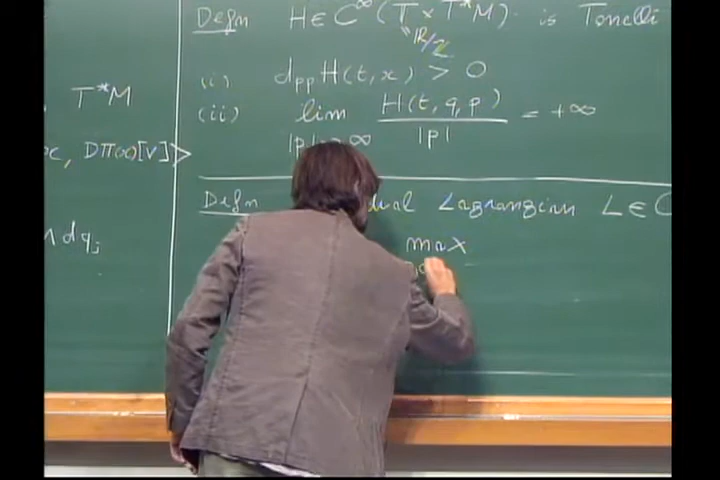 Defn H ∈ C^∞(T × T*M) is Tonelli
"ℝ/ℤ
(i) d_pp H(t,x) > 0
(ii) lim H(t,q,p) / |p| = +∞
|p|→∞
T*M
x, Dπ(x)[v]>
∧ dq_j
Defn dual Lagrangian L ∈ C
max